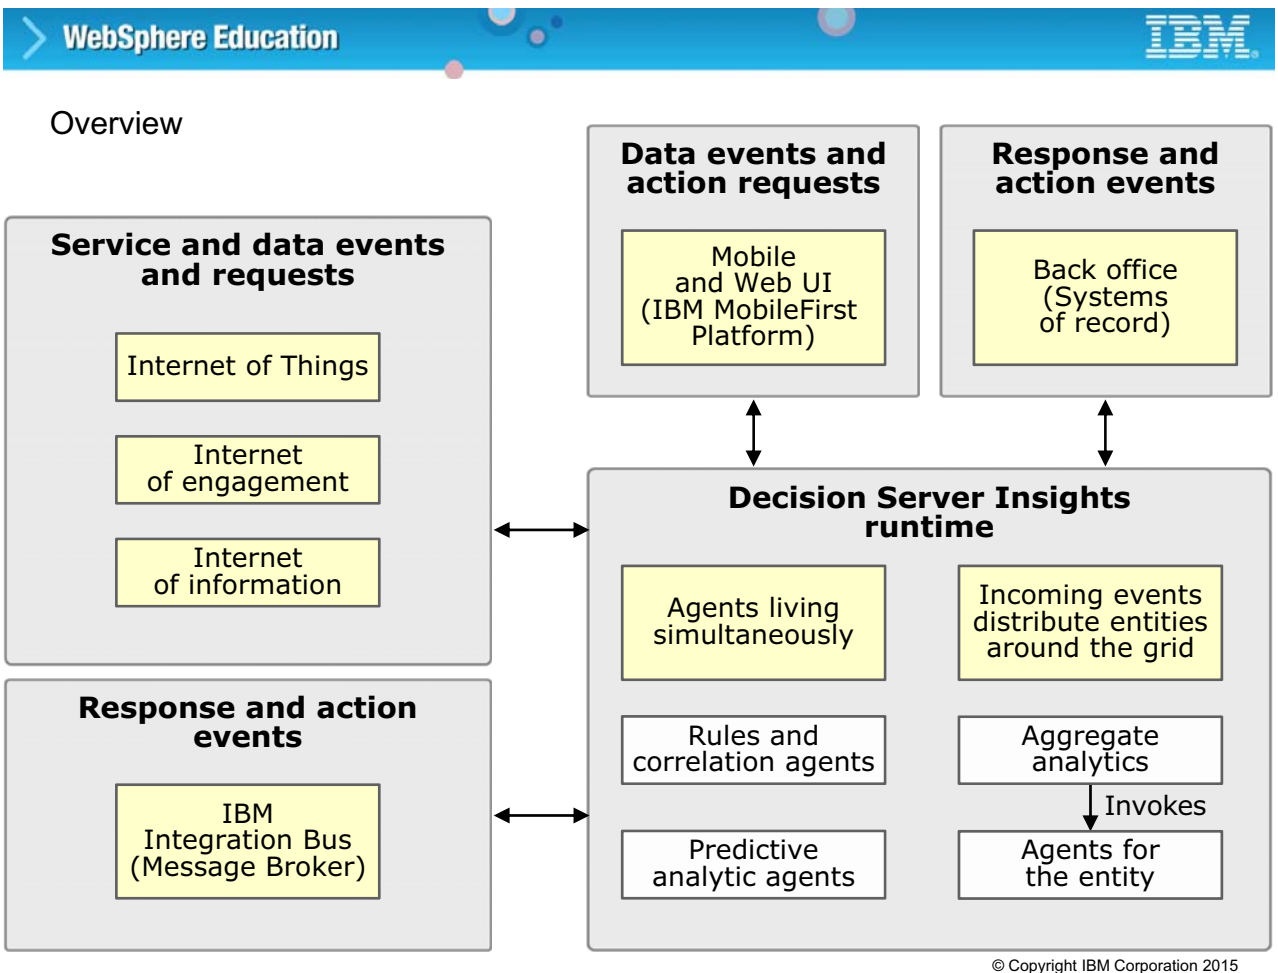 WebSphere Education
IBM
Overview
Data events and
action requests
Mobile
and Web UI
(IBM MobileFirst
Platform)
Response and
action events
Back office
(Systems
of record)
Service and data events
and requests
Internet of Things
Internet
of engagement
Internet
of information
Response and action
events
IBM
Integration Bus
(Message Broker)
Decision Server Insights
runtime
Agents living
simultaneously
Incoming events
distribute entities
around the grid
Rules and
correlation agents
Aggregate
analytics
Invokes
Predictive
analytic agents
Agents for
the entity
© Copyright IBM Corporation 2015